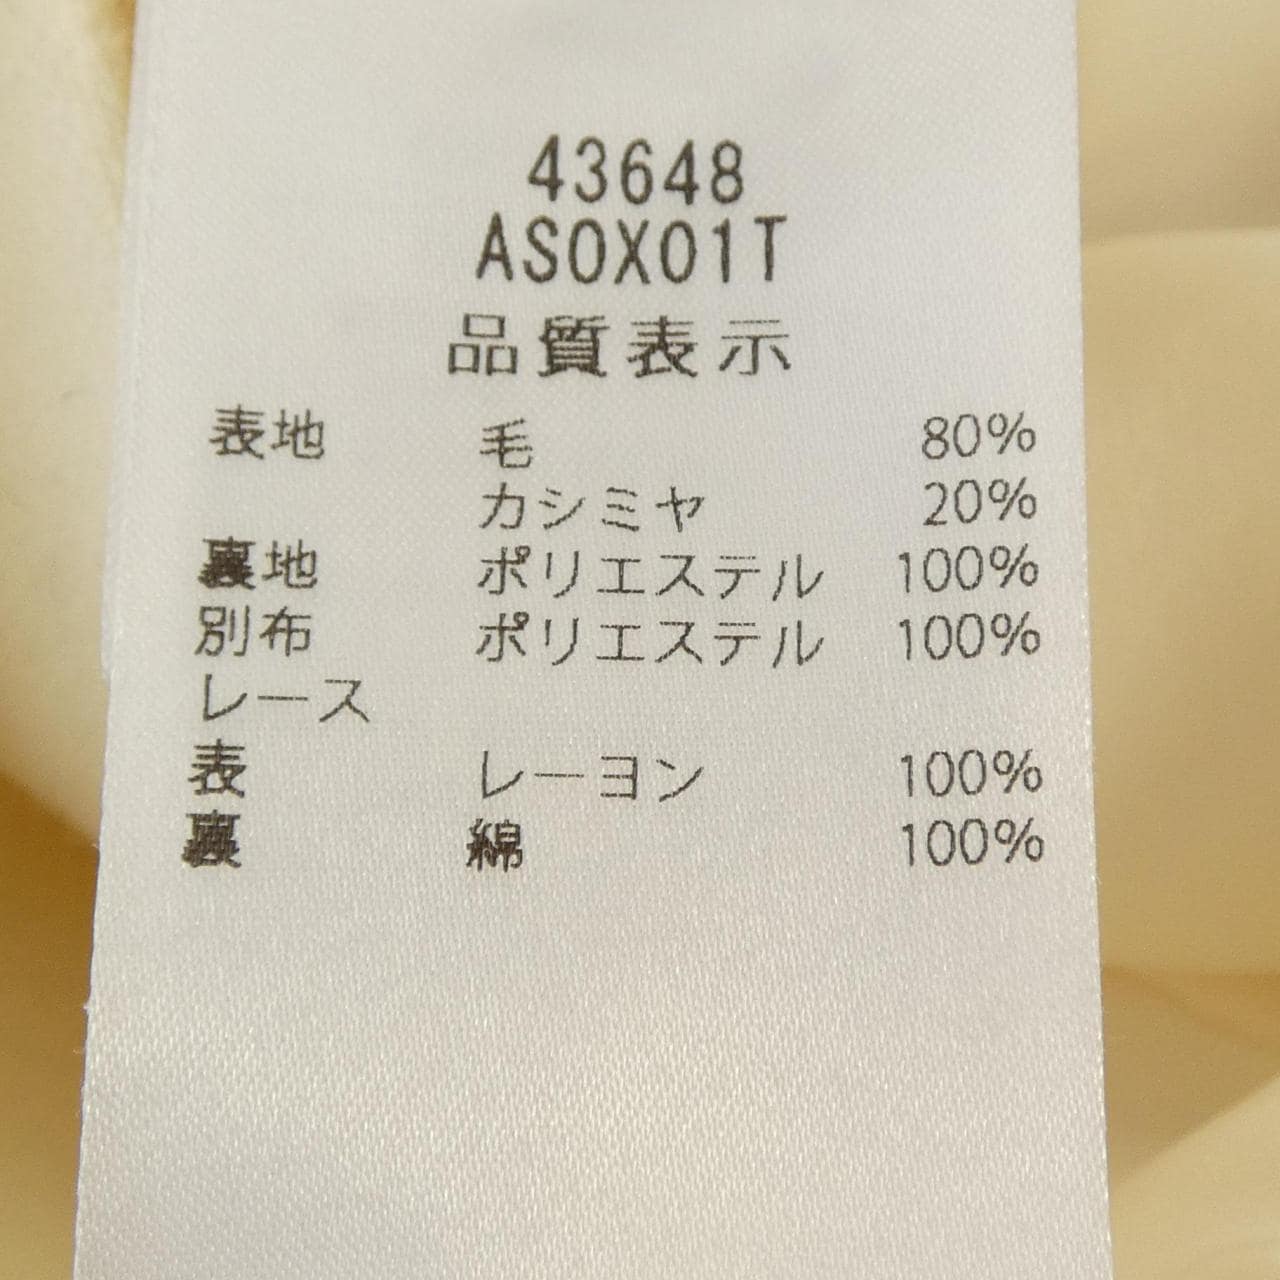 43648
ASOX01T
品質表示
表地 毛 80%
カシミヤ 20%
裏地 ポリエステル 100%
別布 ポリエステル 100%
レース
表 レーヨン 100%
裏 綿 100%